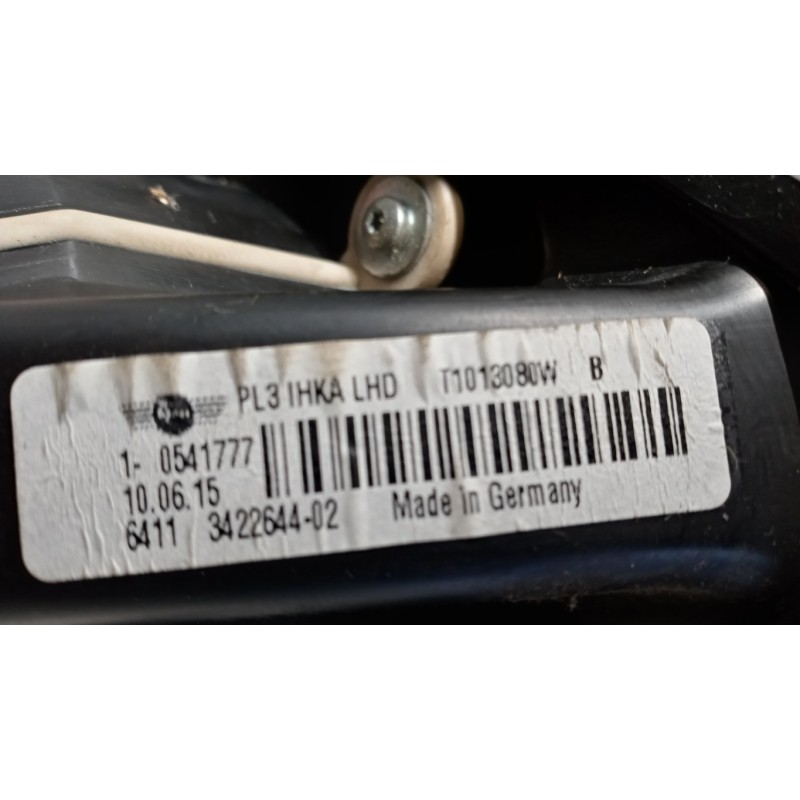 PL3 IHKA LHD T1013080W B
1- 0541777
10.06.15
6411 3422644-02 Made in Germany